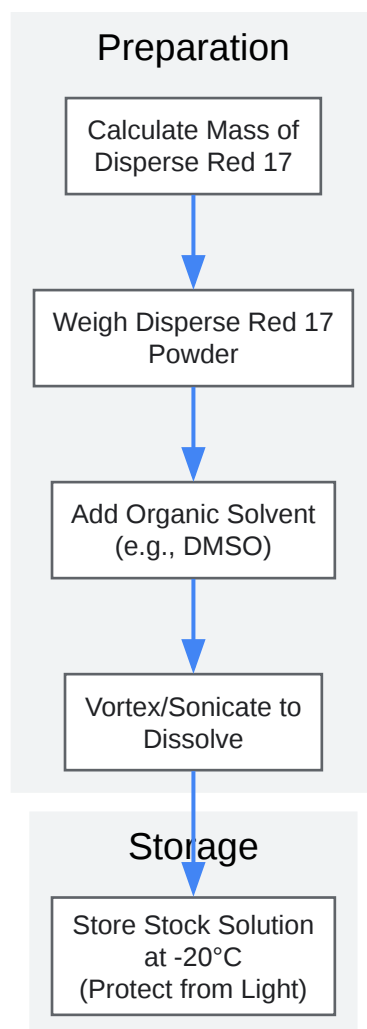 Preparation
Calculate Mass of
Disperse Red 17
Weigh Disperse Red 17
Powder
Add Organic Solvent
(e.g., DMSO)
Vortex/Sonicate to
Dissolve
Storage
Store Stock Solution
at -20°C
(Protect from Light)